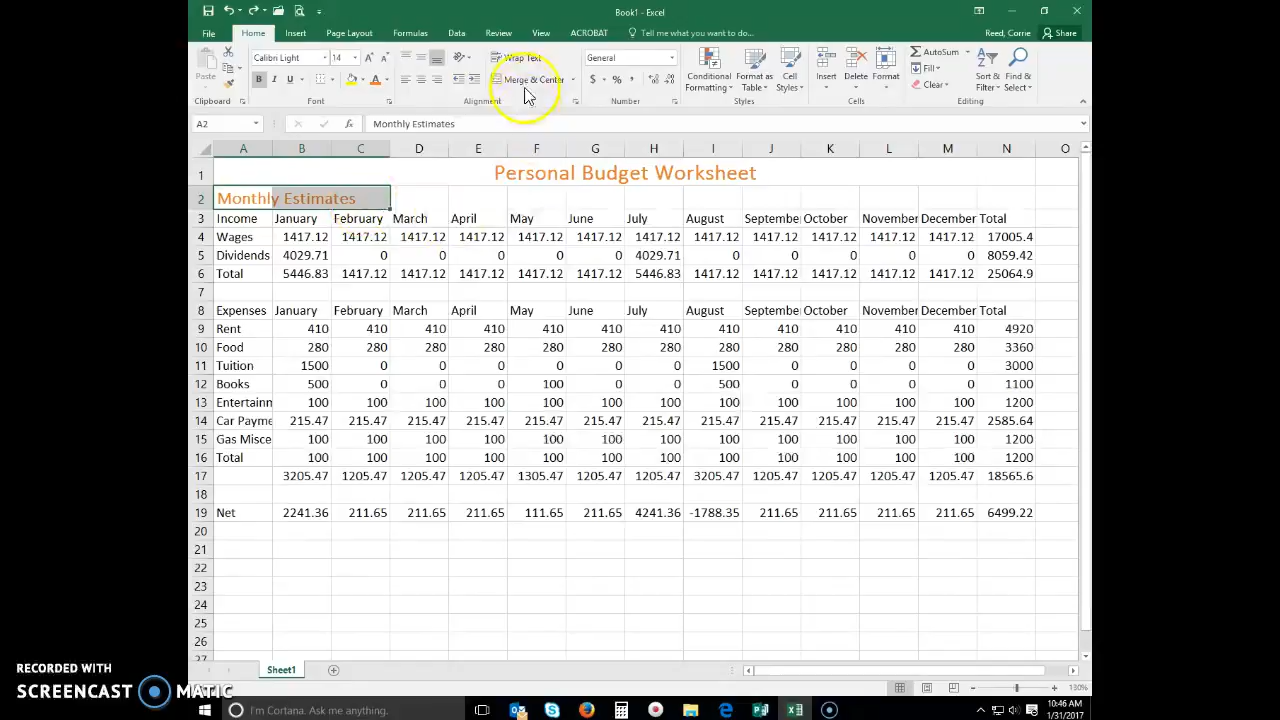 Book1 - Excel
File Home Insert Page Layout Formulas Data Review View ACROBAT Tell me what you want to do... Reed, Corrie Share
Calibri Light 14 Wrap Text General AutoSum
Paste B I U Merge & Center $ % Conditional Formatting Format as Table Cell Styles Insert Delete Format Clear Sort & Filter Find & Select
Clipboard Font Alignment Number Styles Cells Editing
A2 fx Monthly Estimates
A B C D E F G H I J K L M N O
1 Personal Budget Worksheet
2 Monthly Estimates
3 Income January February March April May June July August Septembe October November December Total
4 Wages 1417.12 1417.12 1417.12 1417.12 1417.12 1417.12 1417.12 1417.12 1417.12 1417.12 1417.12 1417.12 17005.4
5 Dividends 4029.71 0 0 0 0 0 4029.71 0 0 0 0 0 8059.42
6 Total 5446.83 1417.12 1417.12 1417.12 1417.12 1417.12 5446.83 1417.12 1417.12 1417.12 1417.12 1417.12 25064.9
7
8 Expenses January February March April May June July August Septembe October November December Total
9 Rent 410 410 410 410 410 410 410 410 410 410 410 410 4920
10 Food 280 280 280 280 280 280 280 280 280 280 280 280 3360
11 Tuition 1500 0 0 0 0 0 0 1500 0 0 0 0 3000
12 Books 500 0 0 0 100 0 0 500 0 0 0 0 1100
13 Entertainn 100 100 100 100 100 100 100 100 100 100 100 100 1200
14 Car Payme 215.47 215.47 215.47 215.47 215.47 215.47 215.47 215.47 215.47 215.47 215.47 215.47 2585.64
15 Gas Misce 100 100 100 100 100 100 100 100 100 100 100 100 1200
16 Total 100 100 100 100 100 100 100 100 100 100 100 100 1200
17 3205.47 1205.47 1205.47 1205.47 1305.47 1205.47 1205.47 3205.47 1205.47 1205.47 1205.47 1205.47 18565.6
18
19 Net 2241.36 211.65 211.65 211.65 111.65 211.65 4241.36 -1788.35 211.65 211.65 211.65 211.65 6499.22
20
21
22
23
24
25
26
27
Sheet1
130%
RECORDED WITH
SCREENCAST MATIC
I'm Cortana. Ask me anything.
10:46 AM
1/31/2017